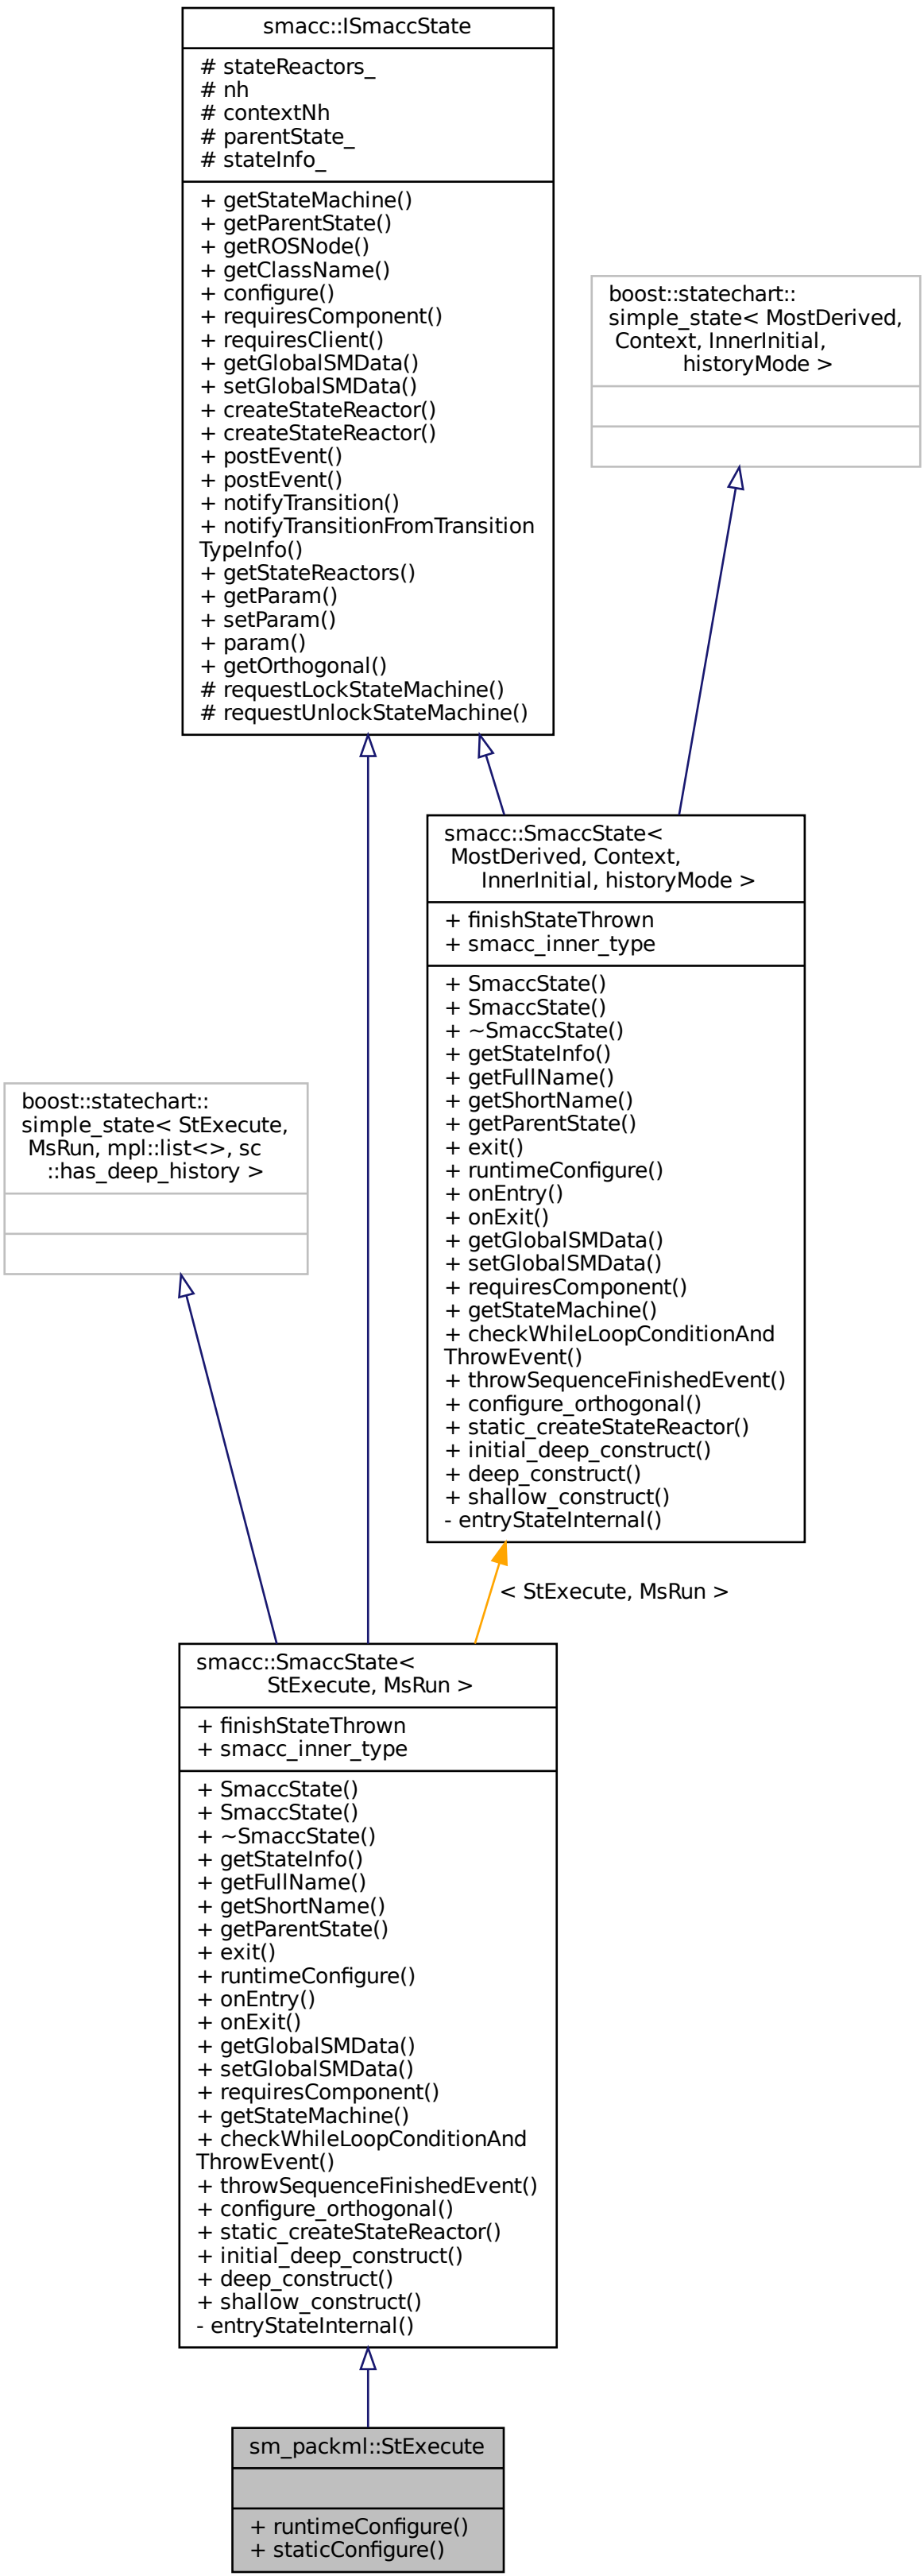 smacc::ISmaccState
# stateReactors_
# nh
# contextNh
# parentState_
# stateInfo_
+ getStateMachine()
+ getParentState()
+ getROSNode()
+ getClassName()
+ configure()
+ requiresComponent()
+ requiresClient()
+ getGlobalSMData()
+ setGlobalSMData()
+ createStateReactor()
+ createStateReactor()
+ postEvent()
+ postEvent()
+ notifyTransition()
+ notifyTransitionFromTransition
TypeInfo()
+ getStateReactors()
+ getParam()
+ setParam()
+ param()
+ getOrthogonal()
# requestLockStateMachine()
# requestUnlockStateMachine()
boost::statechart::
simple_state< MostDerived,
Context, InnerInitial,
historyMode >
smacc::SmaccState<
MostDerived, Context,
InnerInitial, historyMode >
+ finishStateThrown
+ smacc_inner_type
+ SmaccState()
+ SmaccState()
+ ~SmaccState()
+ getStateInfo()
+ getFullName()
+ getShortName()
+ getParentState()
+ exit()
+ runtimeConfigure()
+ onEntry()
+ onExit()
+ getGlobalSMData()
+ setGlobalSMData()
+ requiresComponent()
+ getStateMachine()
+ checkWhileLoopConditionAnd
ThrowEvent()
+ throwSequenceFinishedEvent()
+ configure_orthogonal()
+ static_createStateReactor()
+ initial_deep_construct()
+ deep_construct()
+ shallow_construct()
- entryStateInternal()
boost::statechart::
simple_state< StExecute,
MsRun, mpl::list<>, sc
::has_deep_history >
< StExecute, MsRun >
smacc::SmaccState<
StExecute, MsRun >
+ finishStateThrown
+ smacc_inner_type
+ SmaccState()
+ SmaccState()
+ ~SmaccState()
+ getStateInfo()
+ getFullName()
+ getShortName()
+ getParentState()
+ exit()
+ runtimeConfigure()
+ onEntry()
+ onExit()
+ getGlobalSMData()
+ setGlobalSMData()
+ requiresComponent()
+ getStateMachine()
+ checkWhileLoopConditionAnd
ThrowEvent()
+ throwSequenceFinishedEvent()
+ configure_orthogonal()
+ static_createStateReactor()
+ initial_deep_construct()
+ deep_construct()
+ shallow_construct()
- entryStateInternal()
sm_packml::StExecute
+ runtimeConfigure()
+ staticConfigure()